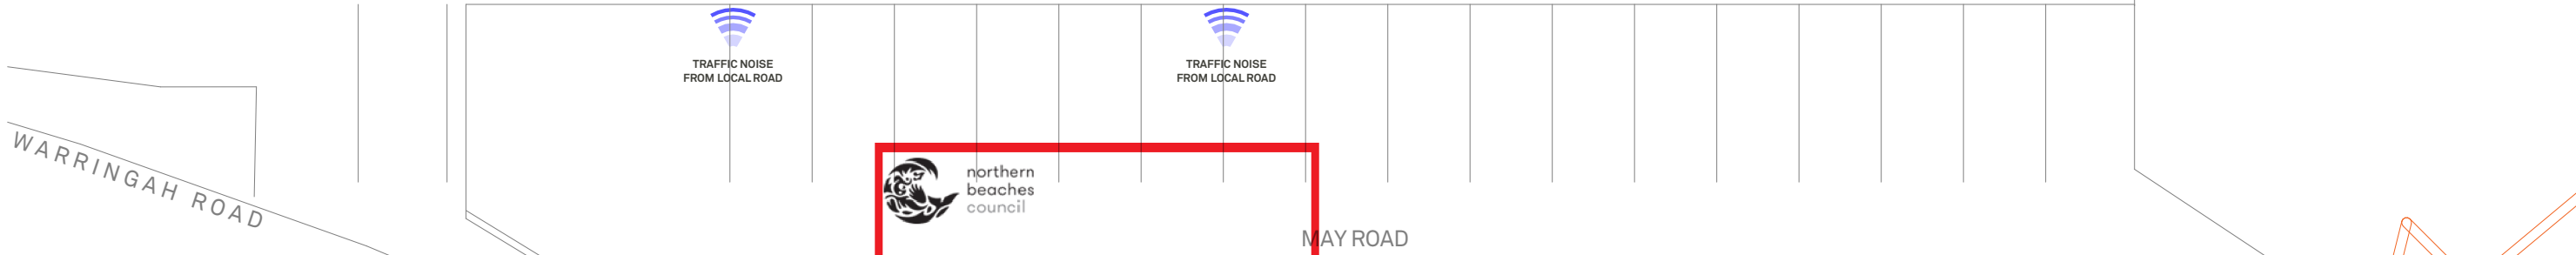 TRAFFIC NOISE
FROM LOCAL ROAD
TRAFFIC NOISE
FROM LOCAL ROAD
WARRINGAH ROAD
northern
beaches
council
MAY ROAD